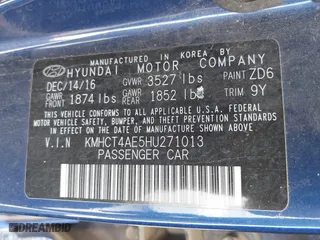 MANUFACTURED IN KOREA BY
HYUNDAI MOTOR COMPANY
DEC/14/16 GVWR 3527 lbs PAINT ZD6
GAWR FRONT 1874 lbs GAWR REAR 1852 lbs TRIM 9Y
THIS VEHICLE CONFORMS TO ALL APPLICABLE
FEDERAL MOTOR VEHICLE SAFETY, BUMPER, AND
THEFT PREVENTION STANDARDS IN EFFECT ON
THE DATE OF MANUFACTURE SHOWN ABOVE.
V.I.N KMHCT4AE5HU271013
PASSENGER CAR